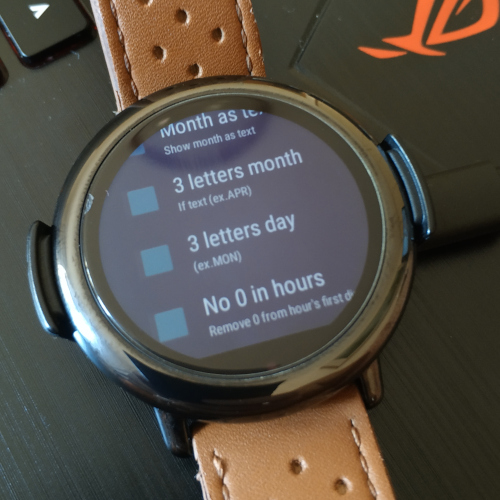 Month as
Show month as text
3 letters month
If text (ex.APR)
3 letters day
(ex.MON)
No 0 in hours
Remove 0 from hour's first